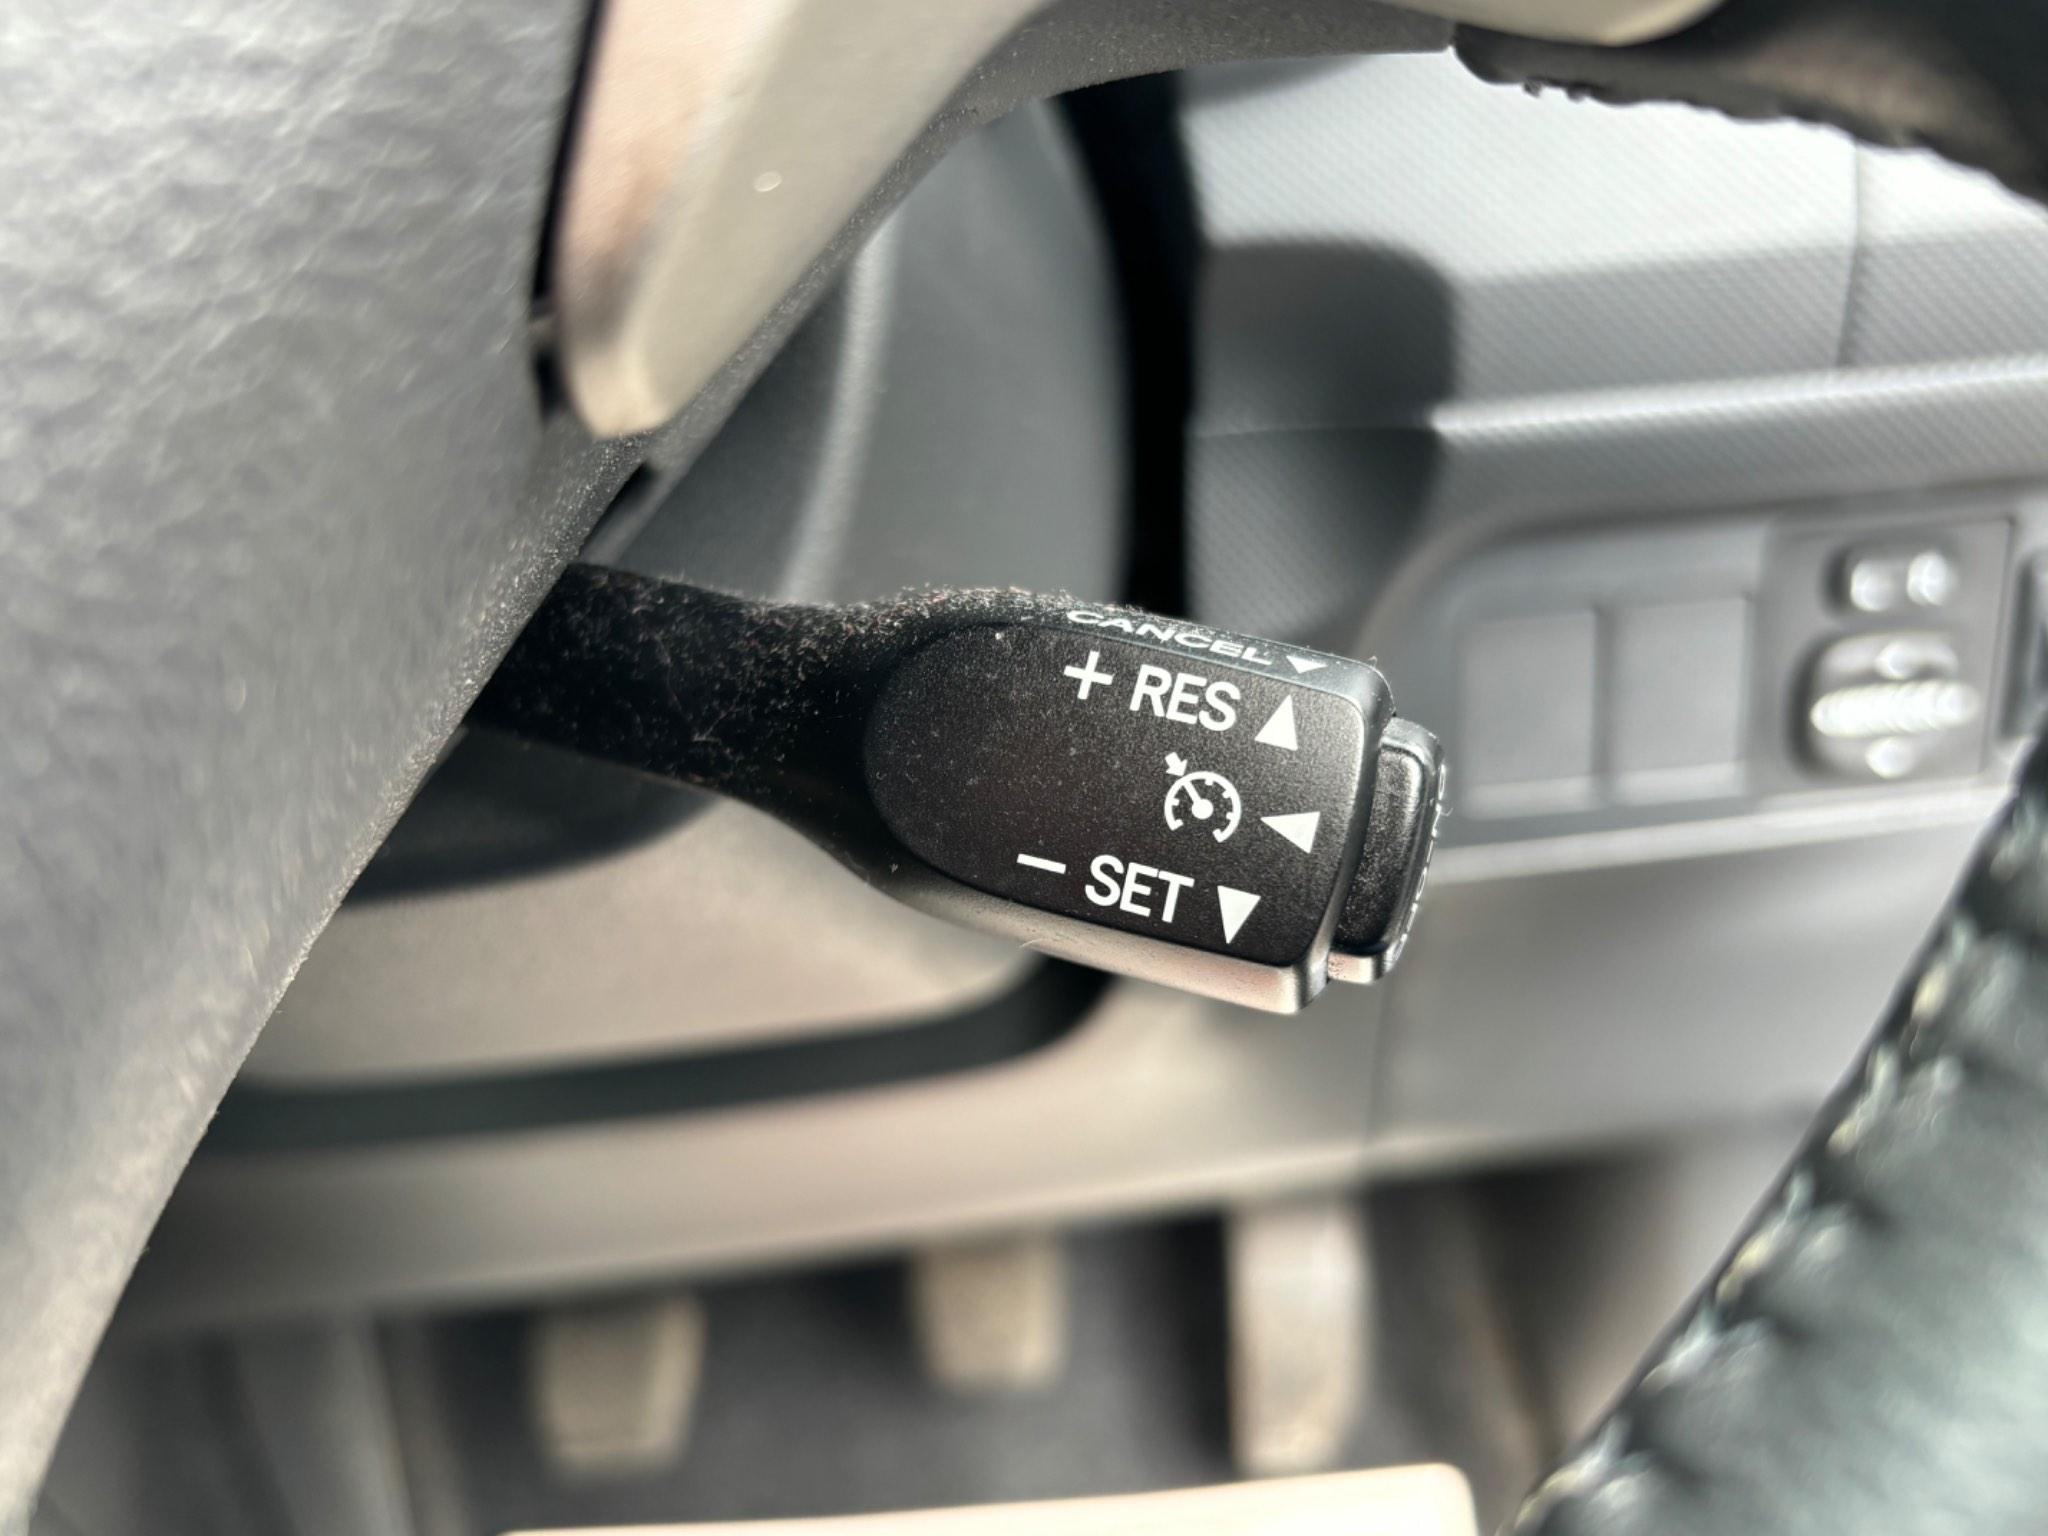 CANCEL
+ RES
- SET